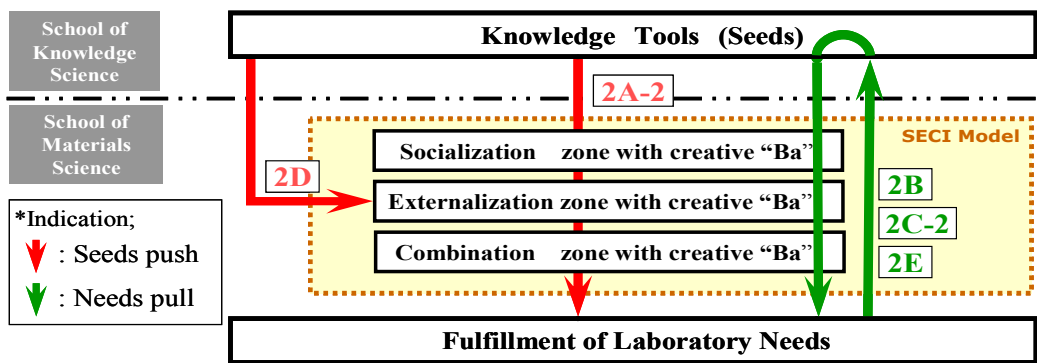 School of
Knowledge
Science
Knowledge Tools (Seeds)
2A-2
School of
Materials
Science
SECI Model
Socialization zone with creative “Ba”
2D
Externalization zone with creative “Ba”
2B
2C-2
Combination zone with creative “Ba”
2E
*Indication;
: Seeds push
: Needs pull
Fulfillment of Laboratory Needs